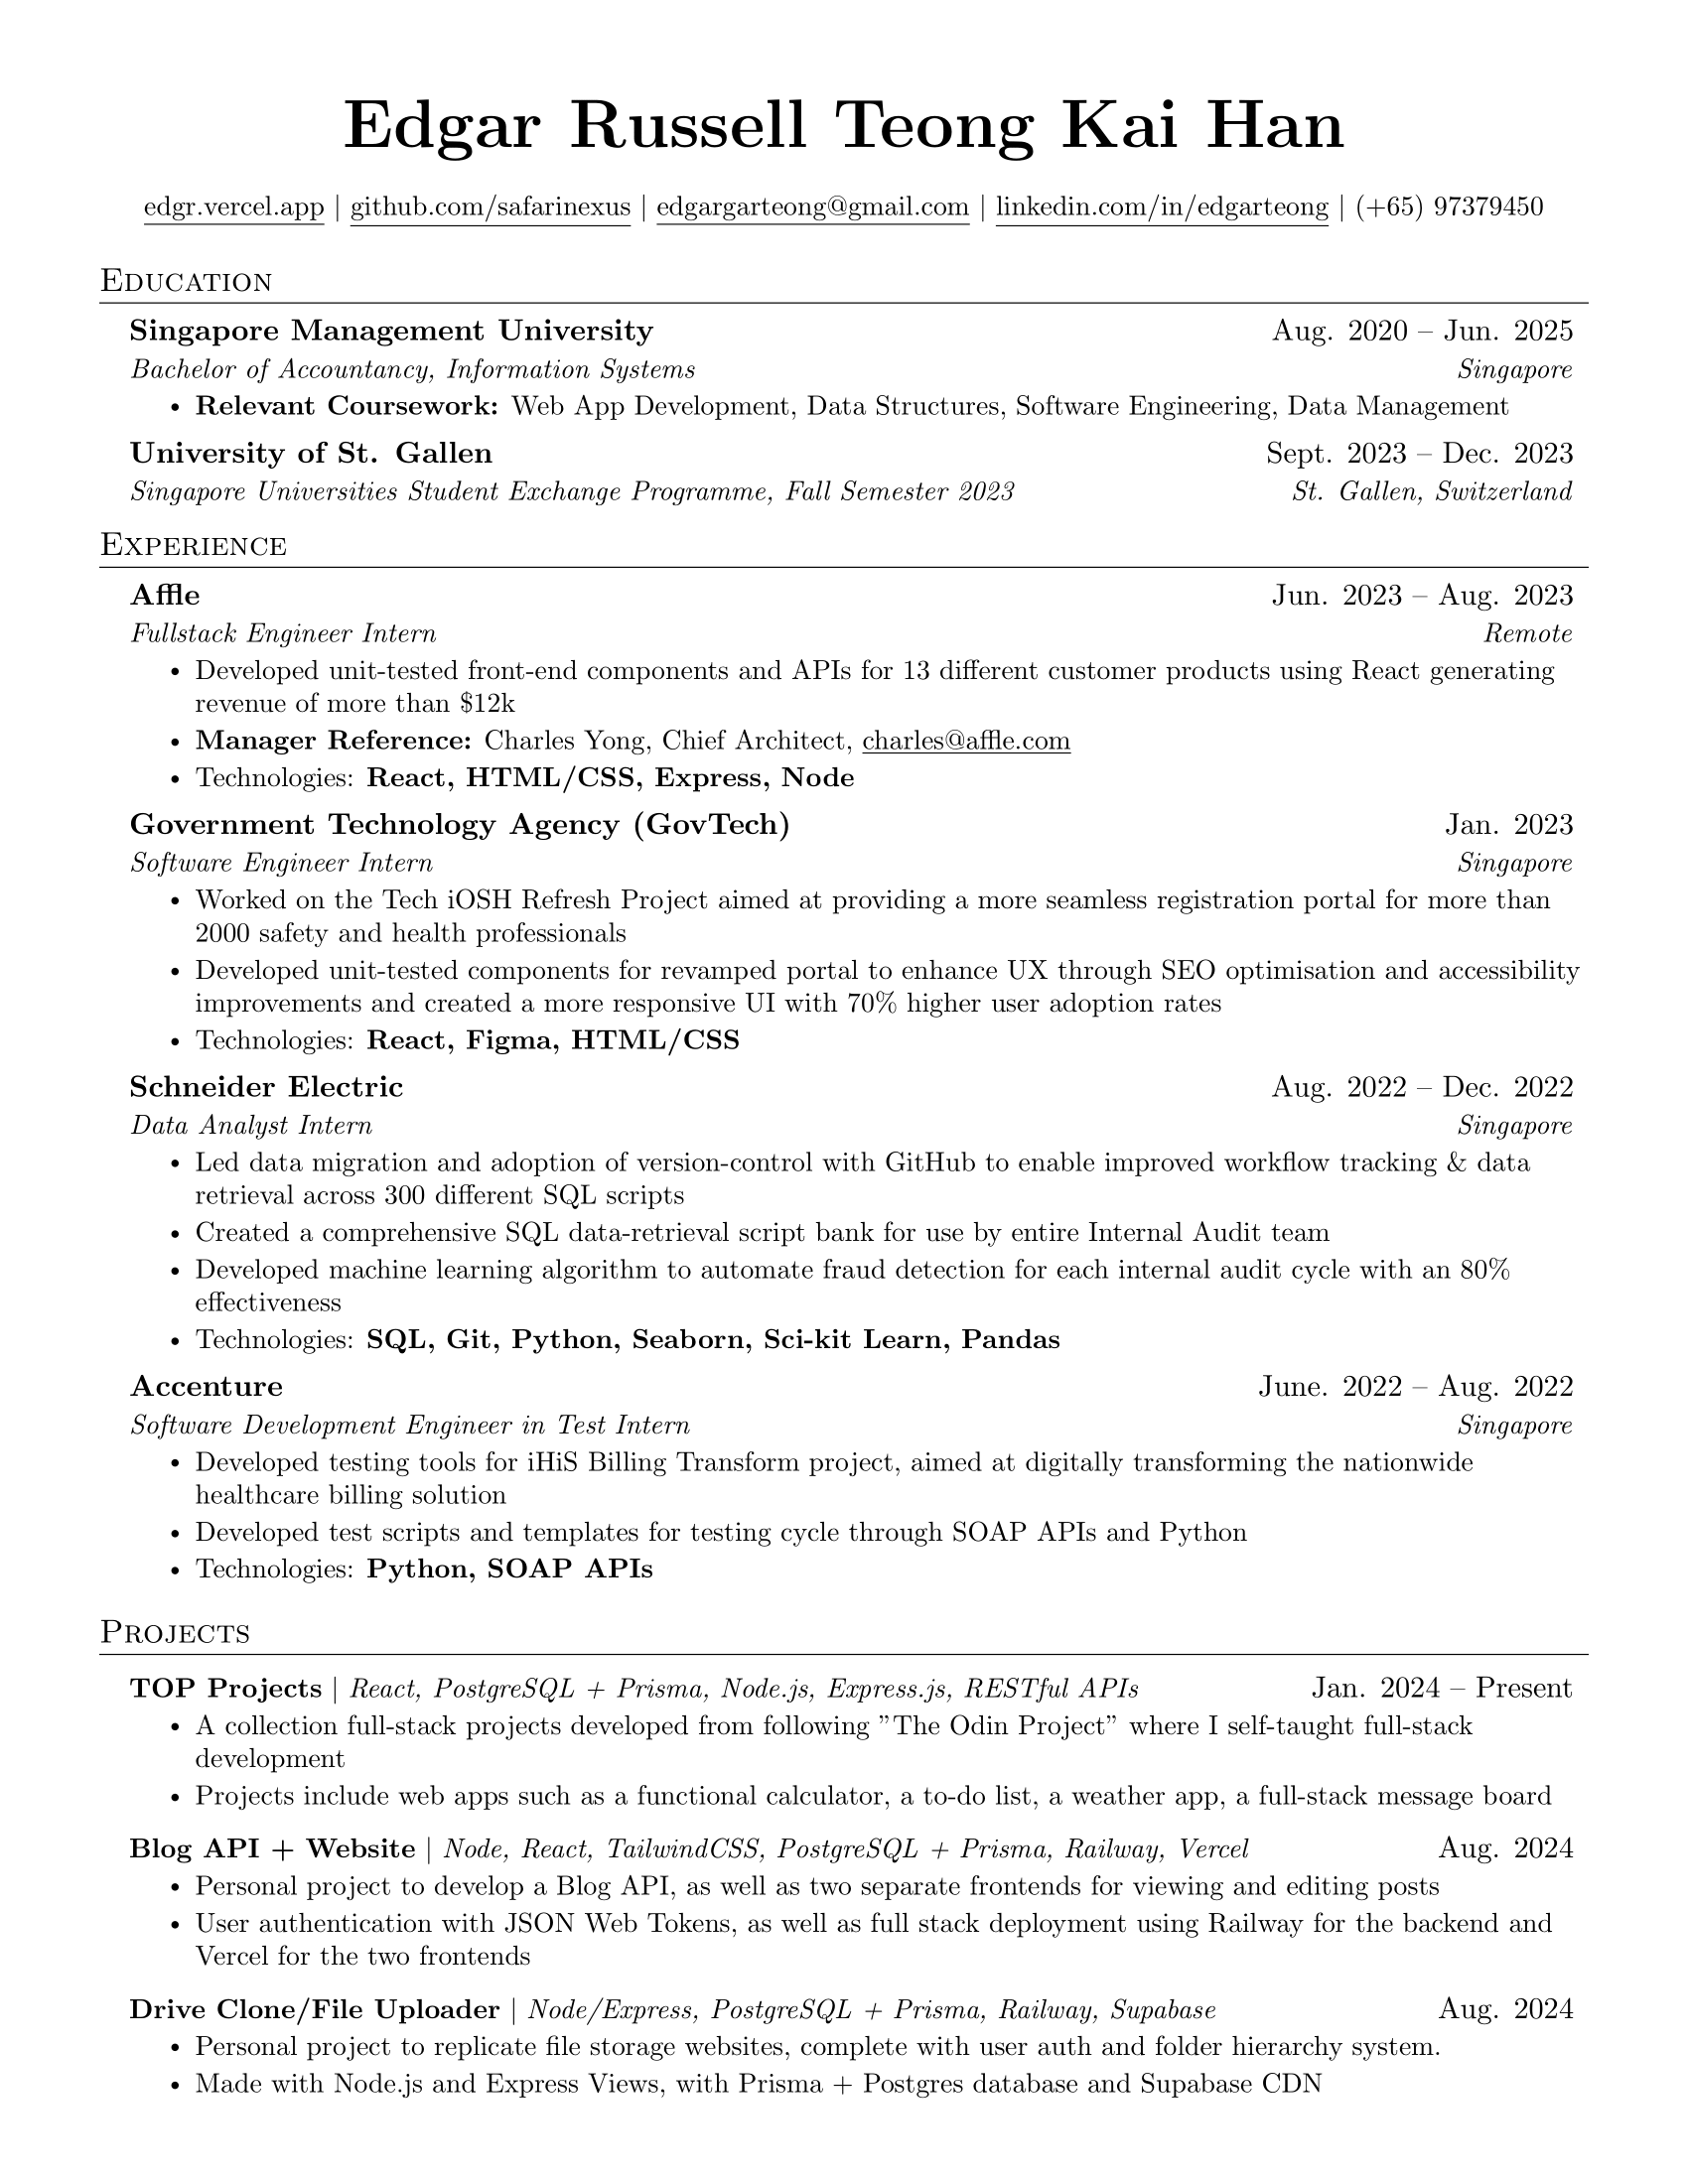 Edgar Russell Teong Kai Han
edgr.vercel.app | github.com/safarinexus | edgargarteong@gmail.com | linkedin.com/in/edgarteong | (+65) 97379450
Education
Singapore Management University Aug. 2020 – Jun. 2025
Bachelor of Accountancy, Information Systems Singapore
• Relevant Coursework: Web App Development, Data Structures, Software Engineering, Data Management
University of St. Gallen Sept. 2023 – Dec. 2023
Singapore Universities Student Exchange Programme, Fall Semester 2023 St. Gallen, Switzerland
Experience
Affle Jun. 2023 – Aug. 2023
Fullstack Engineer Intern Remote
• Developed unit-tested front-end components and APIs for 13 different customer products using React generating
revenue of more than $12k
• Manager Reference: Charles Yong, Chief Architect, charles@affle.com
• Technologies: React, HTML/CSS, Express, Node
Government Technology Agency (GovTech) Jan. 2023
Software Engineer Intern Singapore
• Worked on the Tech iOSH Refresh Project aimed at providing a more seamless registration portal for more than
2000 safety and health professionals
• Developed unit-tested components for revamped portal to enhance UX through SEO optimisation and accessibility
improvements and created a more responsive UI with 70% higher user adoption rates
• Technologies: React, Figma, HTML/CSS
Schneider Electric Aug. 2022 – Dec. 2022
Data Analyst Intern Singapore
• Led data migration and adoption of version-control with GitHub to enable improved workflow tracking & data
retrieval across 300 different SQL scripts
• Created a comprehensive SQL data-retrieval script bank for use by entire Internal Audit team
• Developed machine learning algorithm to automate fraud detection for each internal audit cycle with an 80%
effectiveness
• Technologies: SQL, Git, Python, Seaborn, Sci-kit Learn, Pandas
Accenture June. 2022 – Aug. 2022
Software Development Engineer in Test Intern Singapore
• Developed testing tools for iHiS Billing Transform project, aimed at digitally transforming the nationwide
healthcare billing solution
• Developed test scripts and templates for testing cycle through SOAP APIs and Python
• Technologies: Python, SOAP APIs
Projects
TOP Projects | React, PostgreSQL + Prisma, Node.js, Express.js, RESTful APIs Jan. 2024 – Present
• A collection full-stack projects developed from following ”The Odin Project” where I self-taught full-stack
development
• Projects include web apps such as a functional calculator, a to-do list, a weather app, a full-stack message board
Blog API + Website | Node, React, TailwindCSS, PostgreSQL + Prisma, Railway, Vercel Aug. 2024
• Personal project to develop a Blog API, as well as two separate frontends for viewing and editing posts
• User authentication with JSON Web Tokens, as well as full stack deployment using Railway for the backend and
Vercel for the two frontends
Drive Clone/File Uploader | Node/Express, PostgreSQL + Prisma, Railway, Supabase Aug. 2024
• Personal project to replicate file storage websites, complete with user auth and folder hierarchy system.
• Made with Node.js and Express Views, with Prisma + Postgres database and Supabase CDN